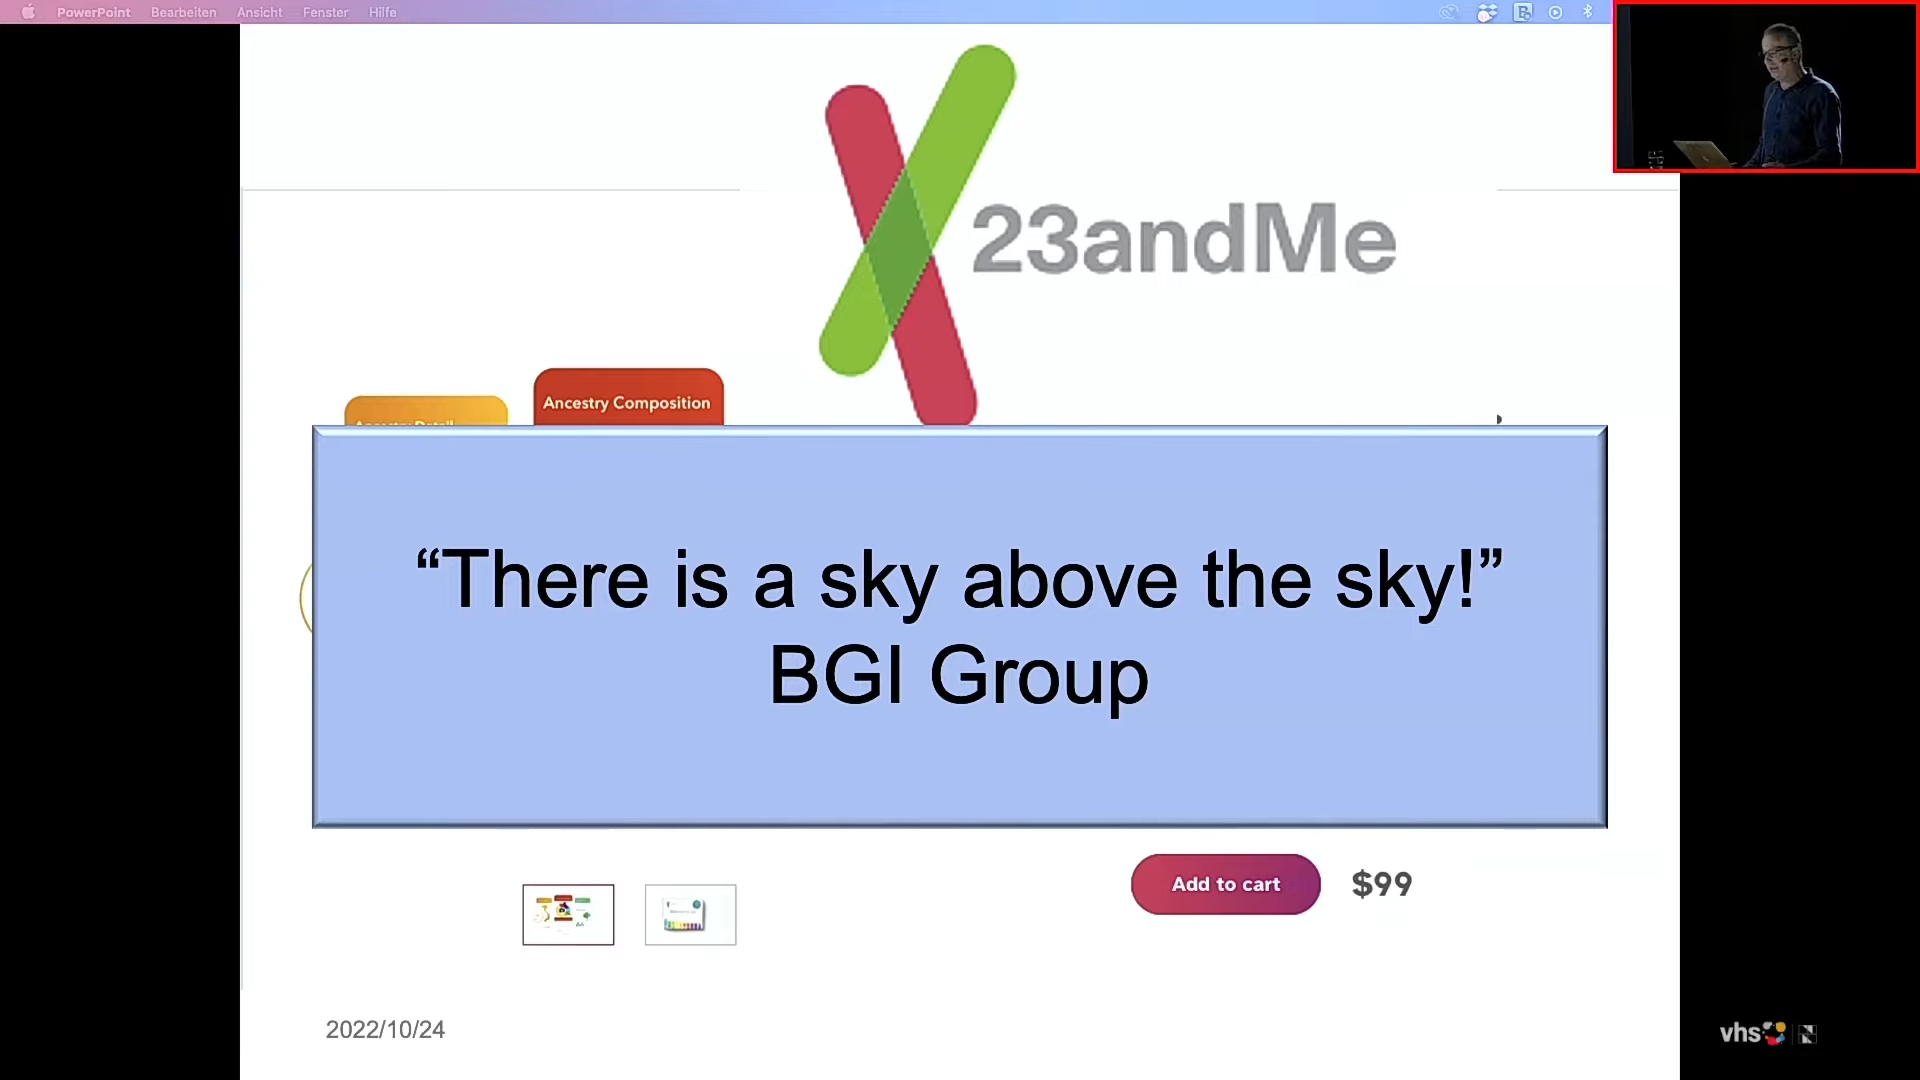 PowerPoint Bearbeiten Ansicht Fenster Hilfe
23andMe
Ancestry Composition
“There is a sky above the sky!”
BGI Group
Add to cart
$99
2022/10/24
vhs